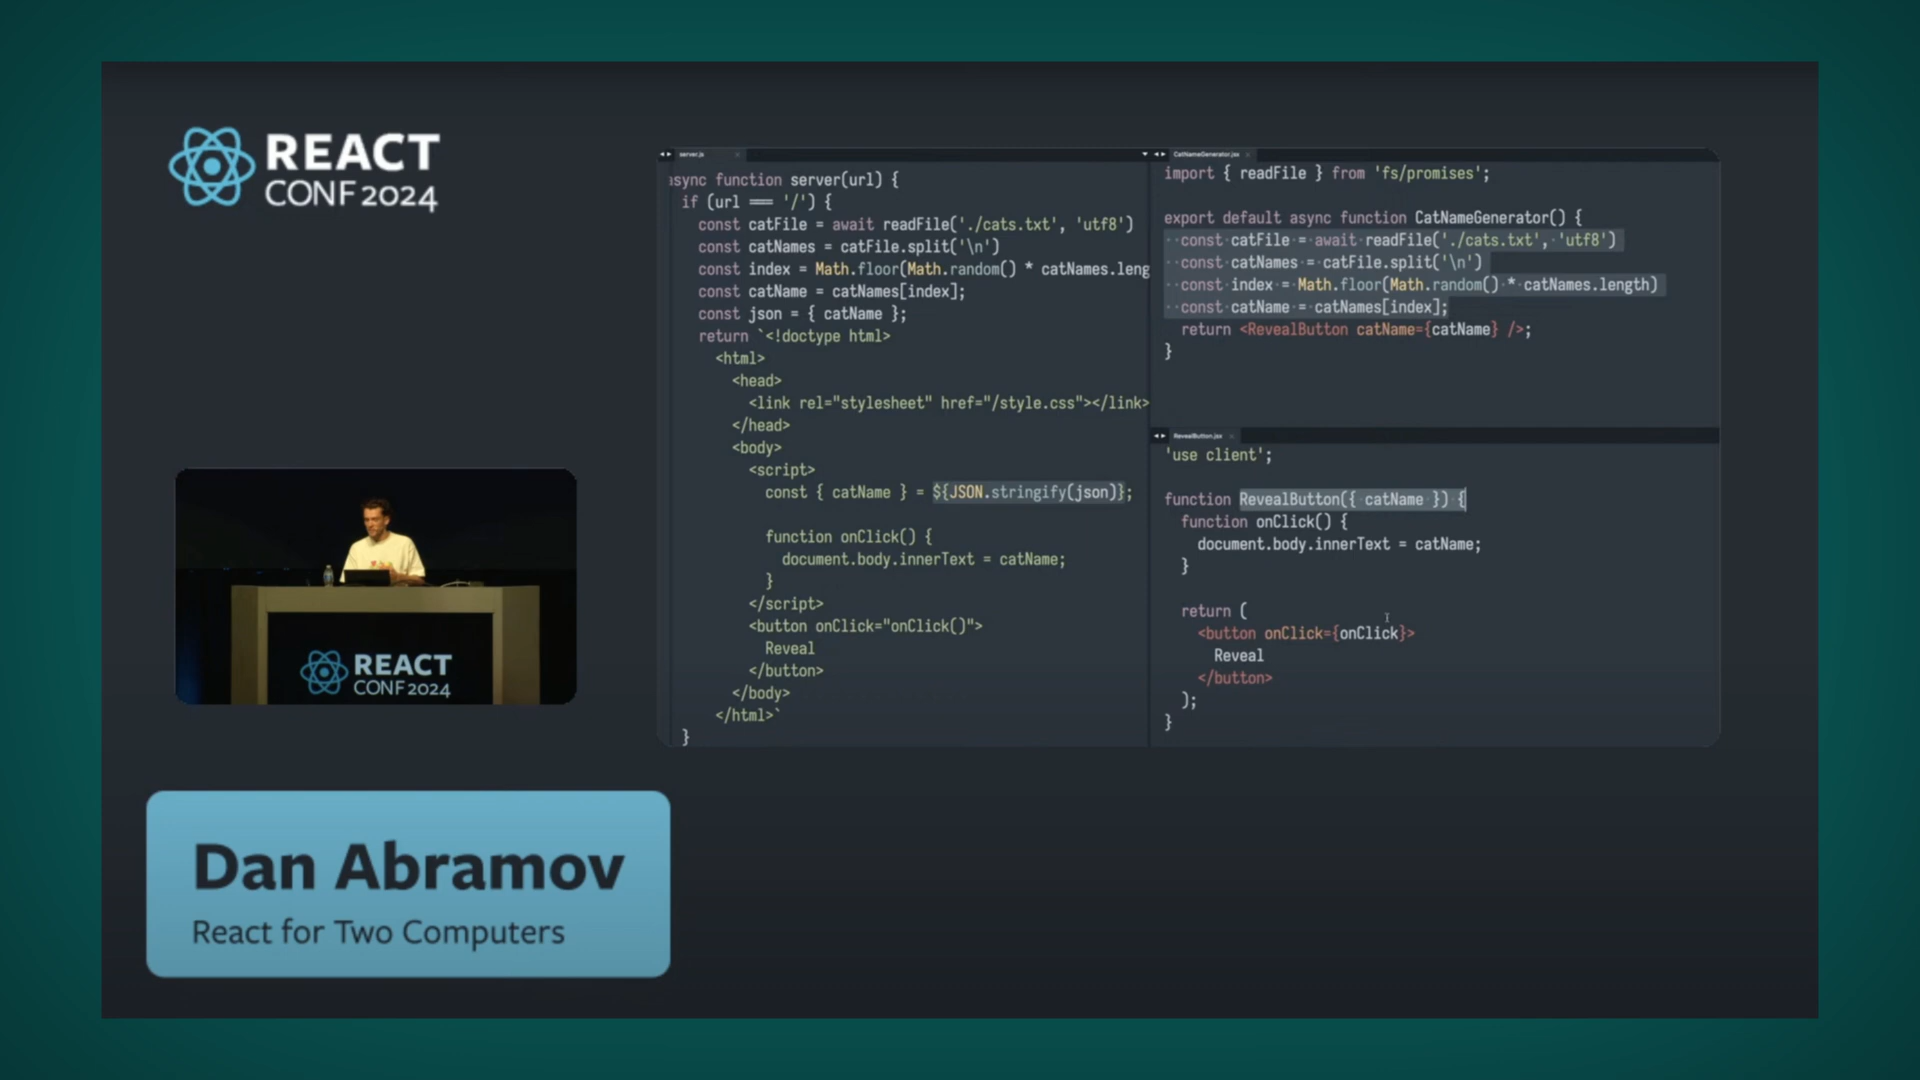 REACT
CONF 2024
server.js
async function server(url) {
if (url === '/') {
const catFile = await readFile('./cats.txt', 'utf8')
const catNames = catFile.split('\n')
const index = Math.floor(Math.random() * catNames.leng
const catName = catNames[index];
const json = { catName };
return `<!doctype html>
<html>
<head>
<link rel="stylesheet" href="/style.css"></link>
</head>
<body>
<script>
const { catName } = ${JSON.stringify(json)};
function onClick() {
document.body.innerText = catName;
}
</script>
<button onClick="onClick()">
Reveal
</button>
</body>
</html>`
}
CatNameGenerator.jsx
import { readFile } from 'fs/promises';
export default async function CatNameGenerator() {
const catFile = await readFile('./cats.txt', 'utf8')
const catNames = catFile.split('\n')
const index = Math.floor(Math.random() * catNames.length)
const catName = catNames[index];
return <RevealButton catName={catName} />;
}
RevealButton.jsx
'use client';
function RevealButton({ catName }) {
function onClick() {
document.body.innerText = catName;
}
return (
<button onClick={onClick}>
Reveal
</button>
);
}
REACT
CONF 2024
Dan Abramov
React for Two Computers